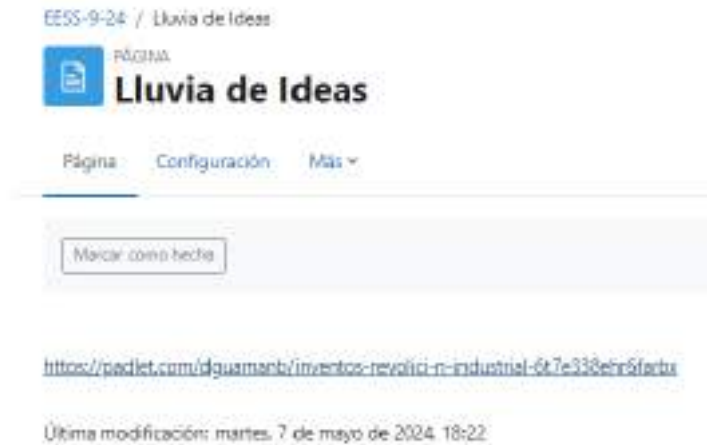 EESS-9-24 / Lluvia de Ideas
PÁGINA
Lluvia de Ideas
Página Configuración Más
Marcar como hecha
https://padlet.com/dguamanb/inventos-revolici-n-industrial-6t7e338ehr6farbx
Última modificación: martes, 7 de mayo de 2024, 18:22